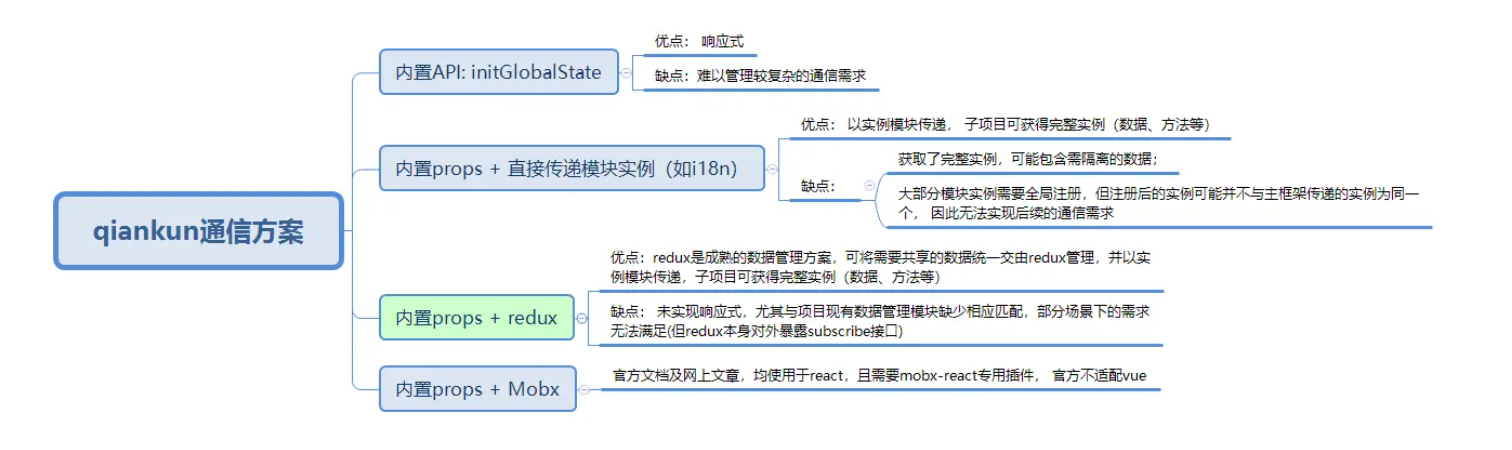 qiankun通信方案
内置API: initGlobalState
优点： 响应式
缺点：难以管理较复杂的通信需求
内置props + 直接传递模块实例（如i18n）
优点： 以实例模块传递， 子项目可获得完整实例（数据、方法等）
缺点：
获取了完整实例，可能包含需隔离的数据；
大部分模块实例需要全局注册，但注册后的实例可能并不与主框架传递的实例为同一
个， 因此无法实现后续的通信需求
内置props + redux
优点：redux是成熟的数据管理方案，可将需要共享的数据统一交由redux管理，并以实
例模块传递，子项目可获得完整实例（数据、方法等）
缺点： 未实现响应式，尤其与项目现有数据管理模块缺少相应匹配，部分场景下的需求
无法满足(但redux本身对外暴露subscribe接口)
内置props + Mobx
官方文档及网上文章，均使用于react，且需要mobx-react专用插件， 官方不适配vue